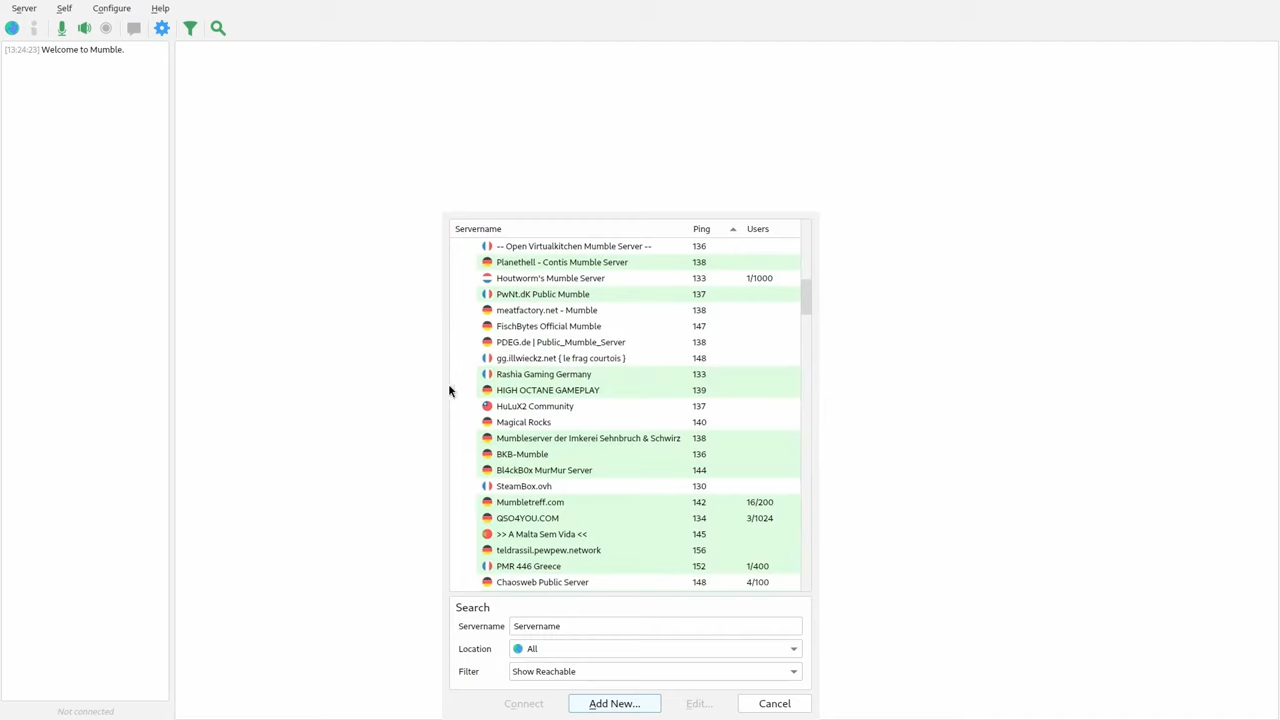 Server Self Configure Help
[13:24:23] Welcome to Mumble.
Servername Ping Users
-- Open Virtualkitchen Mumble Server -- 136
Planethell - Contis Mumble Server 138
Houtworm's Mumble Server 133 1/1000
PwNt.dK Public Mumble 137
meatfactory.net - Mumble 138
FischBytes Official Mumble 147
PDEG.de | Public_Mumble_Server 138
gg.illwieckz.net { le frag courtois } 148
Rashia Gaming Germany 133
HIGH OCTANE GAMEPLAY 139
HuLuX2 Community 137
Magical Rocks 140
Mumbleserver der Imkerei Sehnbruch & Schwirz 138
BKB-Mumble 136
Bl4ckB0x MurMur Server 144
SteamBox.ovh 130
Mumbletreff.com 142 16/200
QSO4YOU.COM 134 3/1024
>> A Malta Sem Vida << 145
teldrassil.pewpew.network 156
PMR 446 Greece 152 1/400
Chaosweb Public Server 148 4/100
Search
Servername Servername
Location All
Filter Show Reachable
Connect Add New... Edit... Cancel
Not connected